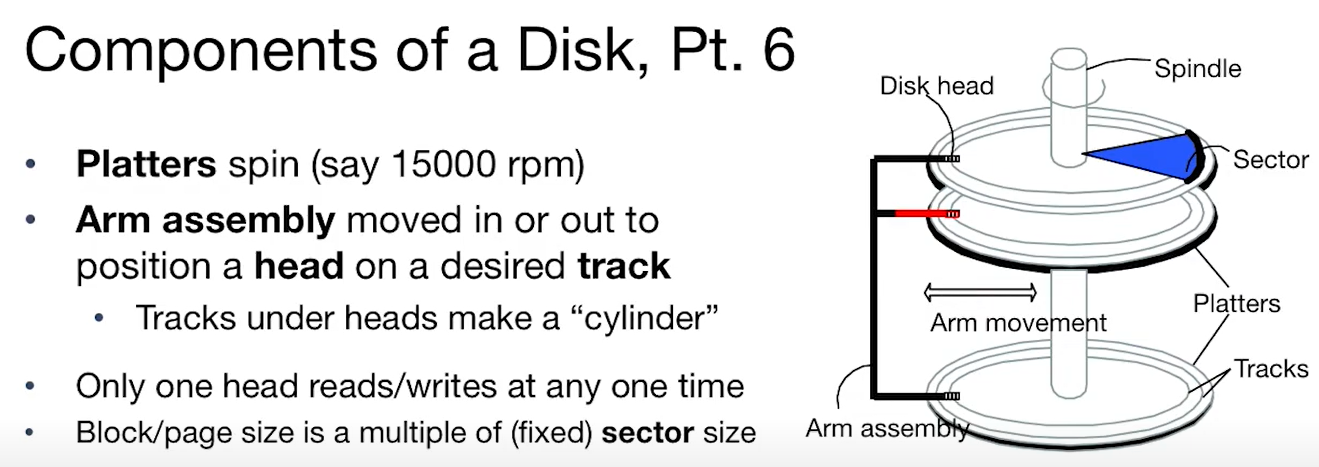 Components of a Disk, Pt. 6
• Platters spin (say 15000 rpm)
• Arm assembly moved in or out to
position a head on a desired track
• Tracks under heads make a “cylinder”
• Only one head reads/writes at any one time
• Block/page size is a multiple of (fixed) sector size
Spindle
Disk head
Sector
Platters
Arm movement
Tracks
Arm assembly